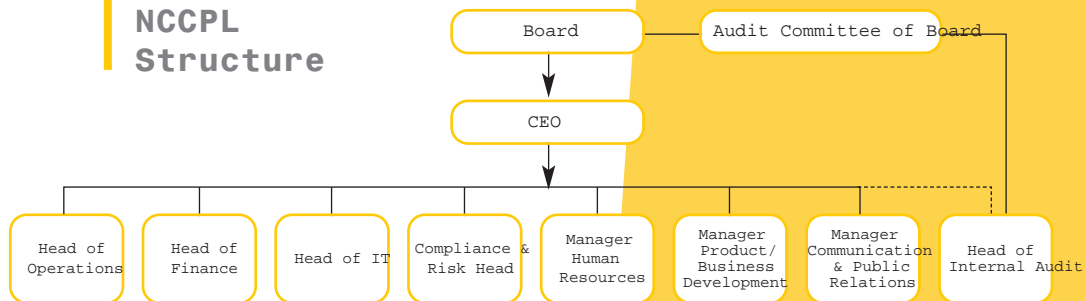 NCCPL
Structure
Board
Audit Committee of Board
CEO
Head of
Operations
Head of
Finance
Head of IT
Compliance &
Risk Head
Manager
Human
Resources
Manager
Product/
Business
Development
Manager
Communication
& Public
Relations
Head of
Internal Audit